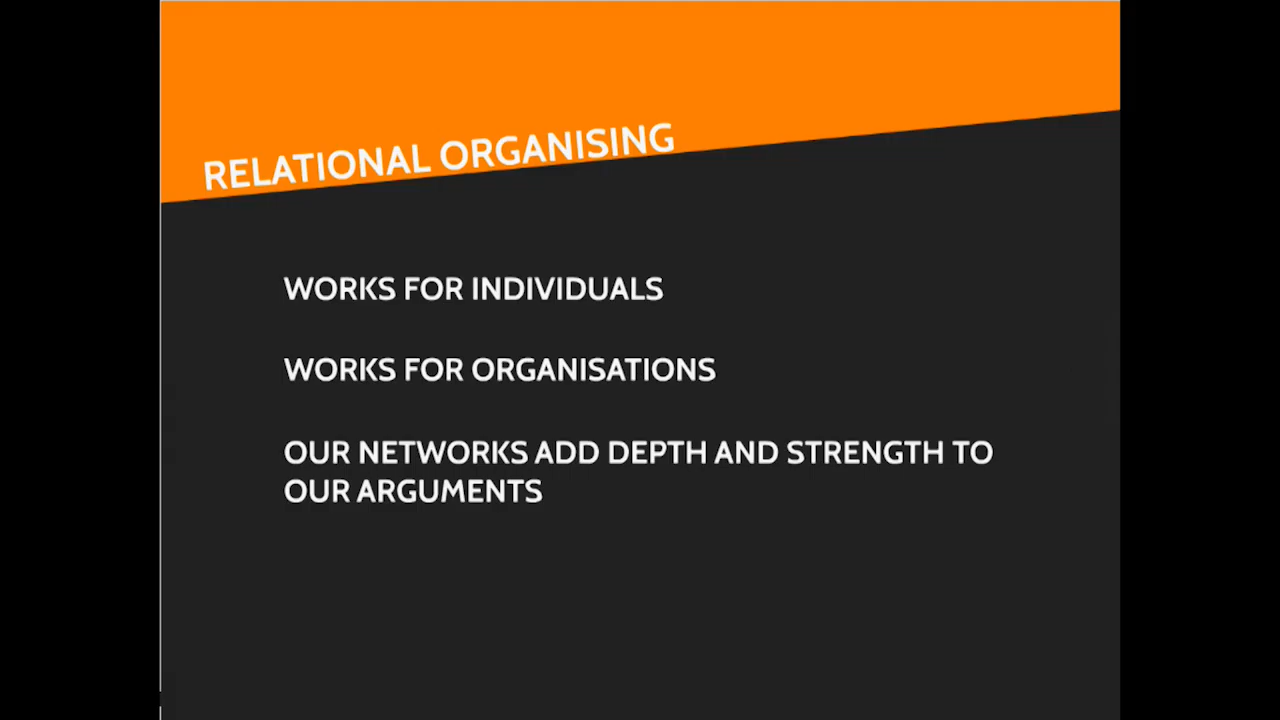 RELATIONAL ORGANISING
WORKS FOR INDIVIDUALS
WORKS FOR ORGANISATIONS
OUR NETWORKS ADD DEPTH AND STRENGTH TO
OUR ARGUMENTS